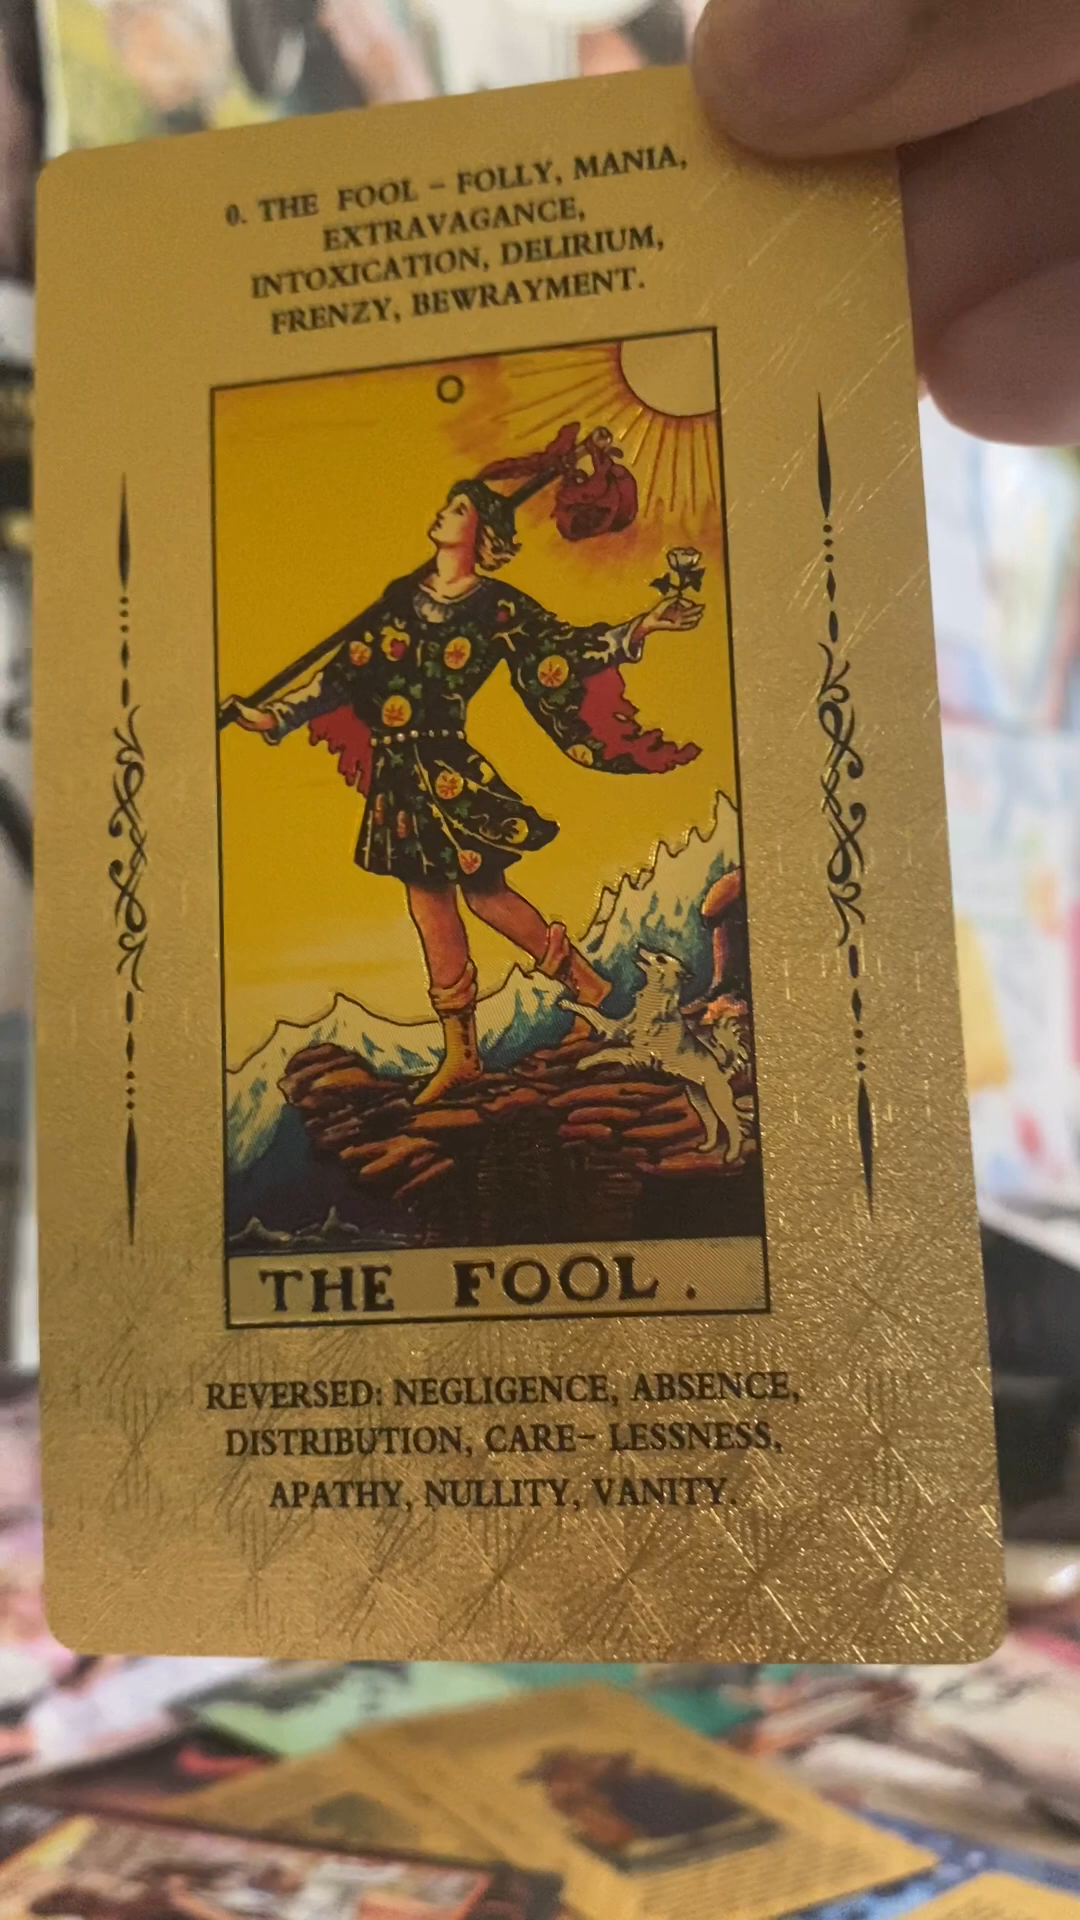 0. THE FOOL – FOLLY, MANIA,
EXTRAVAGANCE,
INTOXICATION, DELIRIUM,
FRENZY, BEWRAYMENT.
0
THE FOOL.
REVERSED: NEGLIGENCE, ABSENCE,
DISTRIBUTION, CARE– LESSNESS,
APATHY, NULLITY, VANITY.